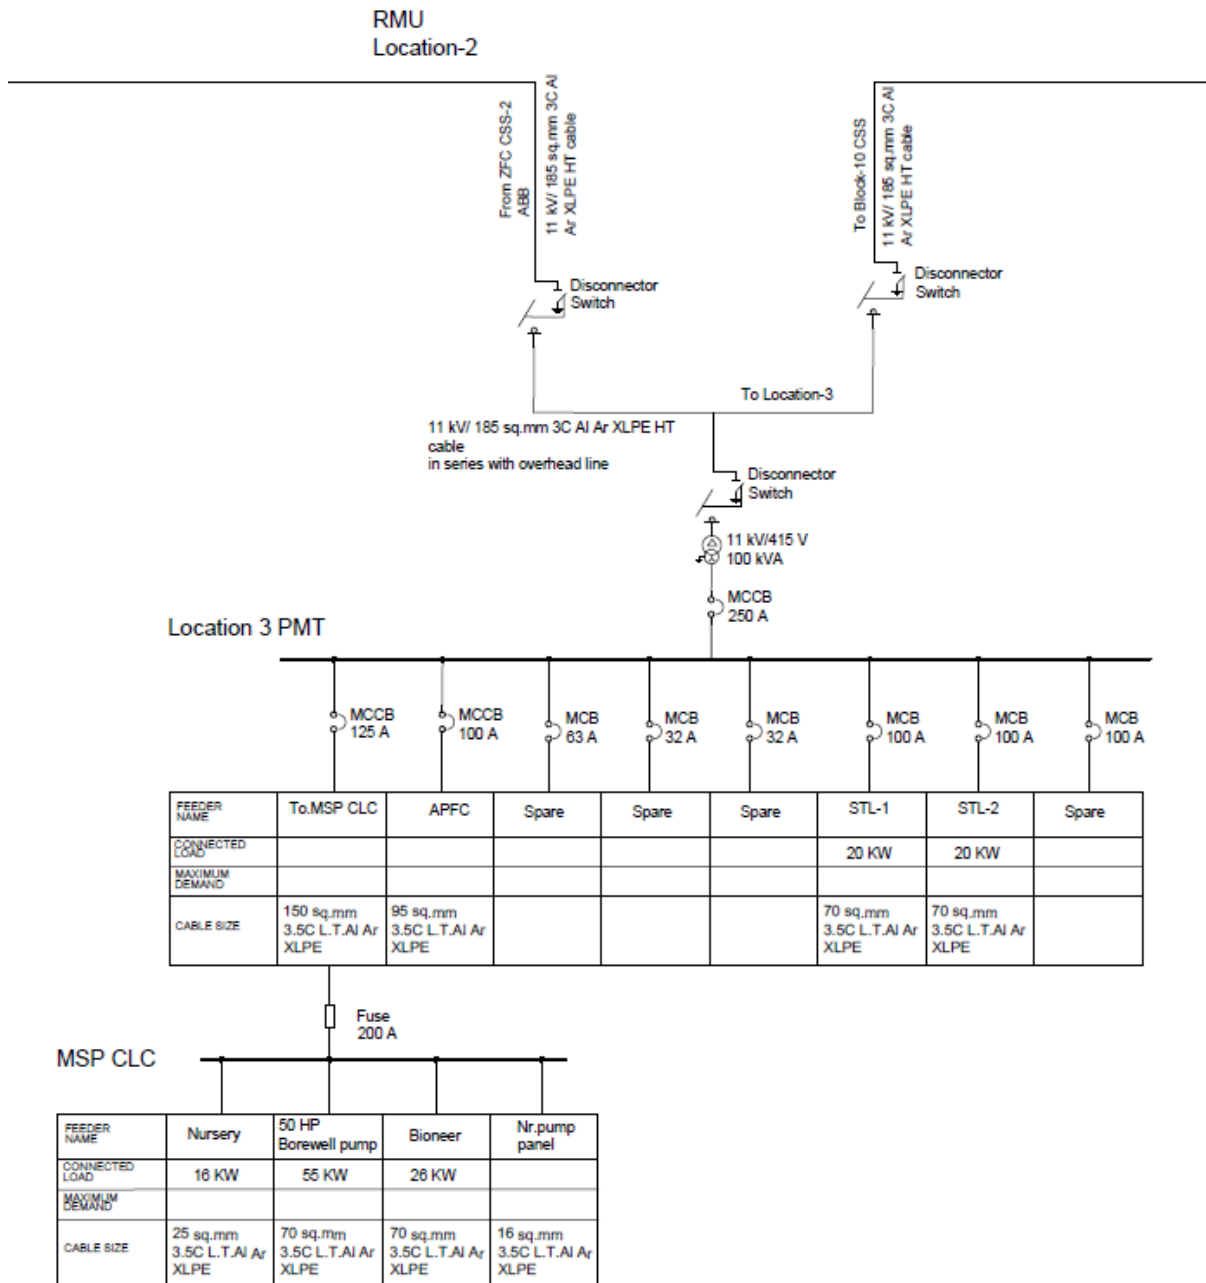 RMU
Location-2
From ZFC CSS-2
ABB
11 kV/ 185 sq.mm 3C Al
Ar XLPE HT cable
To Block-10 CSS
11 kV/ 185 sq.mm 3C Al
Ar XLPE HT cable
Disconnector
Switch
Disconnector
Switch
To Location-3
11 kV/ 185 sq.mm 3C Al Ar XLPE HT
cable
in series with overhead line
Disconnector
Switch
11 kV/415 V
100 kVA
MCCB
250 A
Location 3 PMT
MCCB
125 A
MCCB
100 A
MCB
63 A
MCB
32 A
MCB
32 A
MCB
100 A
MCB
100 A
MCB
100 A
FEEDER
NAME
To.MSP CLC
APFC
Spare
Spare
Spare
STL-1
STL-2
Spare
CONNECTED
LOAD
20 KW
20 KW
MAXIMUM
DEMAND
CABLE SIZE
150 sq.mm
3.5C L.T.Al Ar
XLPE
95 sq.mm
3.5C L.T.Al Ar
XLPE
70 sq.mm
3.5C L.T.Al Ar
XLPE
70 sq.mm
3.5C L.T.Al Ar
XLPE
Fuse
200 A
MSP CLC
FEEDER
NAME
Nursery
50 HP
Borewell pump
Bioneer
Nr.pump
panel
CONNECTED
LOAD
16 KW
55 KW
26 KW
MAXIMUM
DEMAND
CABLE SIZE
25 sq.mm
3.5C L.T.Al Ar
XLPE
70 sq.mm
3.5C L.T.Al Ar
XLPE
70 sq.mm
3.5C L.T.Al Ar
XLPE
16 sq.mm
3.5C L.T.Al Ar
XLPE